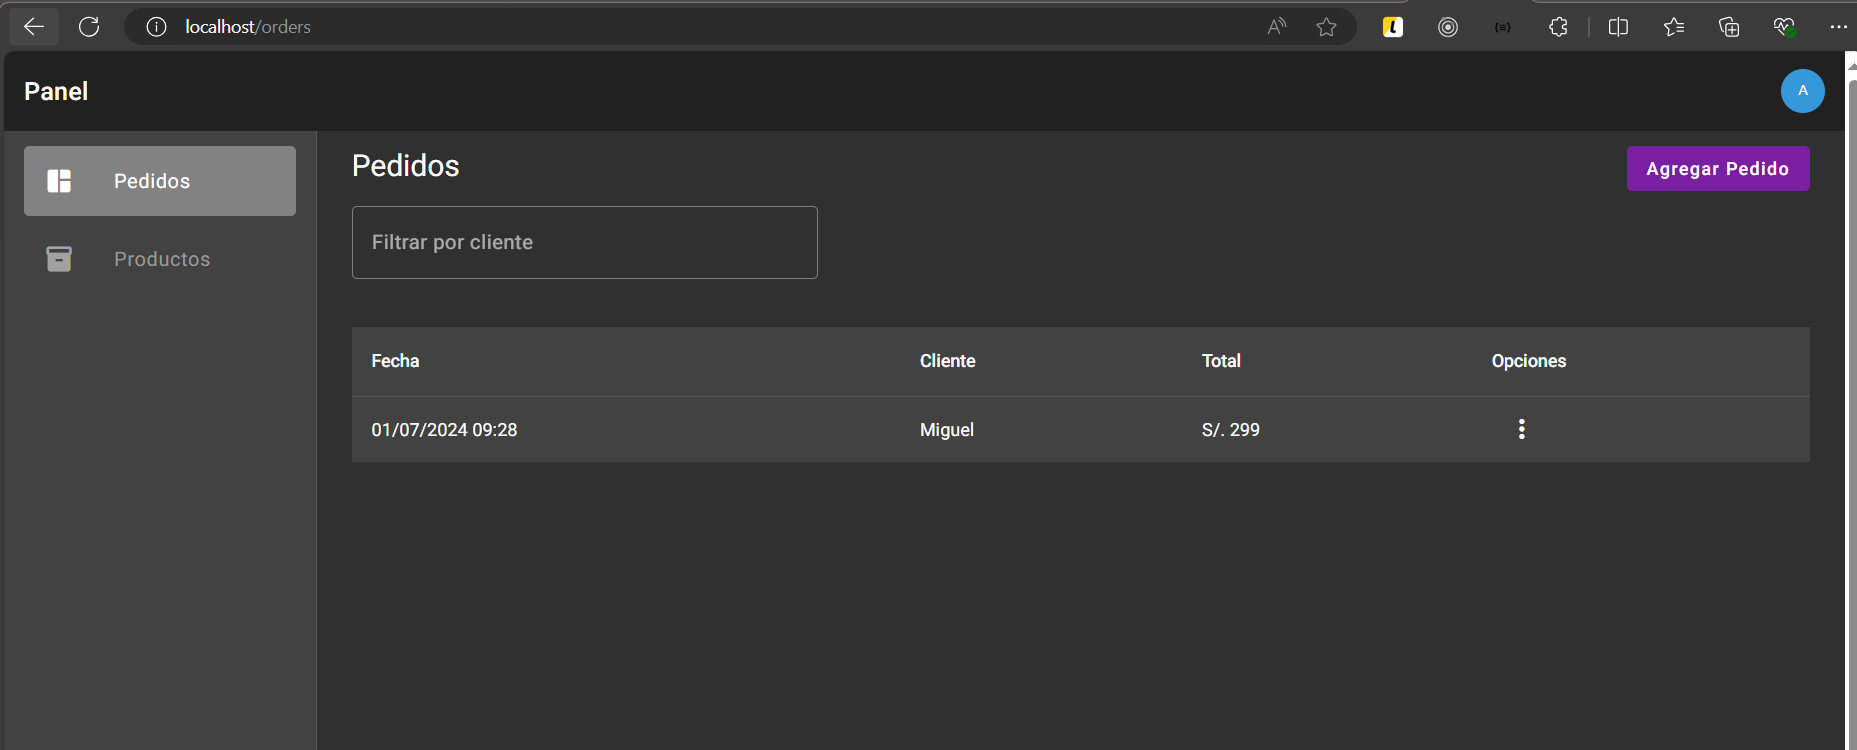 localhost/orders
Panel
A
Pedidos
Productos
Pedidos
Agregar Pedido
Filtrar por cliente
Fecha Cliente Total Opciones
01/07/2024 09:28 Miguel S/. 299